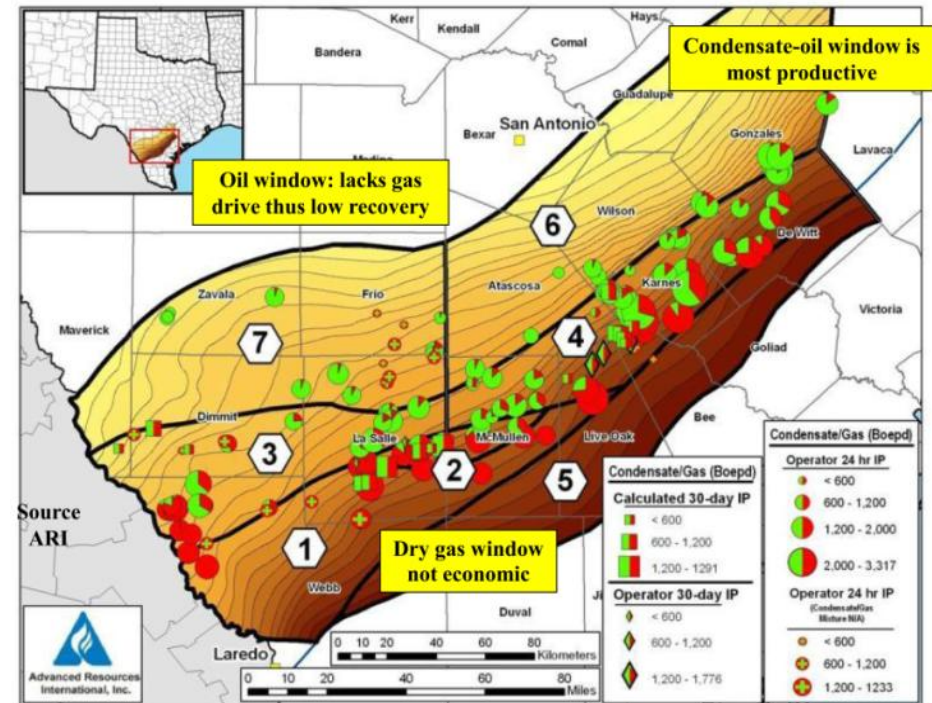 Kerr
Kendall
Hays
Bandera
Comal
Condensate-oil window is
most productive
Guadalupe
San Antonio
Bexar
Gonzales
Lavaca
Medina
Oil window: lacks gas
drive thus low recovery
Wilson
6
De Witt
Zavala
Frio
Atascosa
Karnes
Maverick
7
4
Victoria
Goliad
Dimmit
La Salle
McMullen
Live Oak
Bee
3
2
5
Source
ARI
1
Dry gas window
not economic
Webb
Duval
Laredo
0 10 20 40 60 80
Kilometers
0 10 20 40 60 80
Miles
Advanced Resources
International, Inc.
Condensate/Gas (Boepd)
Calculated 30-day IP
< 600
600 - 1,200
1,200 - 1291
Operator 30-day IP
< 600
600 - 1,200
1,200 - 1,776
Condensate/Gas (Boepd)
Operator 24 hr IP
< 600
600 - 1,200
1,200 - 2,000
2,000 - 3,317
Operator 24 hr IP
(Condensate/Gas
Mixture N/A)
< 600
600 - 1,200
1,200 - 1233